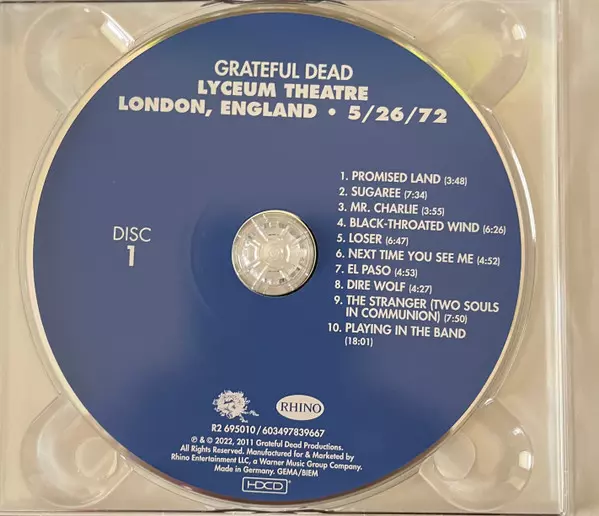 GRATEFUL DEAD
LYCEUM THEATRE
LONDON, ENGLAND • 5/26/72
DISC
1
1. PROMISED LAND (3:48)
2. SUGAREE (7:34)
3. MR. CHARLIE (3:55)
4. BLACK-THROATED WIND (6:26)
5. LOSER (6:47)
6. NEXT TIME YOU SEE ME (4:52)
7. EL PASO (4:53)
8. DIRE WOLF (4:27)
9. THE STRANGER (TWO SOULS
IN COMMUNION) (7:50)
10. PLAYING IN THE BAND
(18:01)
RHINO
R2 695010 / 603497839667
℗ & © 2022, 2011 Grateful Dead Productions.
All Rights Reserved. Manufactured for & Marketed by
Rhino Entertainment LLC, a Warner Music Group Company.
Made in Germany. GEMA/BIEM
HDCD